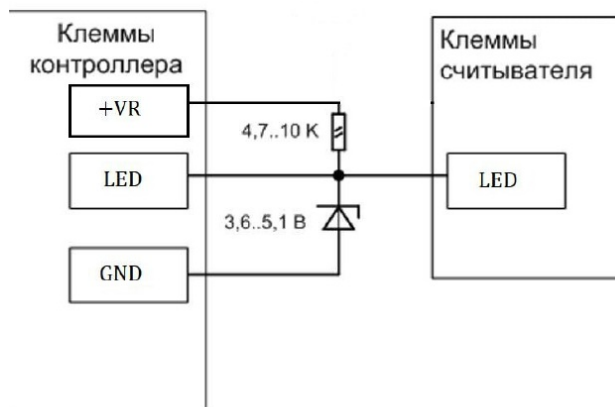 Клеммы
контроллера
+VR
4,7..10 K
LED
3,6..5,1 В
GND
Клеммы
считывателя
LED